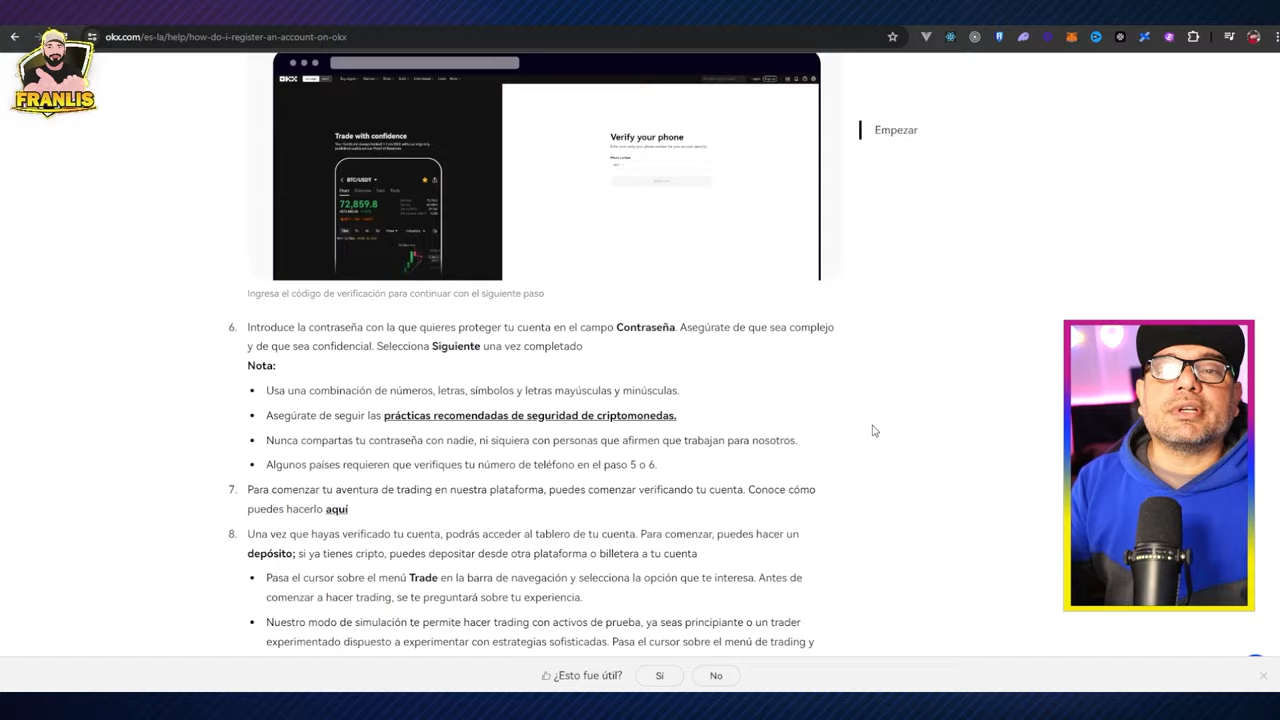 okx.com/es-la/help/how-do-i-register-an-account-on-okx
FRANLIS
OKX
Trade with confidence
Verify your phone
BTC/USDT
72,859.8
Empezar
Ingresa el código de verificación para continuar con el siguiente paso
6. Introduce la contraseña con la que quieres proteger tu cuenta en el campo Contraseña. Asegúrate de que sea complejo
y de que sea confidencial. Selecciona Siguiente una vez completado
Nota:
• Usa una combinación de números, letras, símbolos y letras mayúsculas y minúsculas.
• Asegúrate de seguir las prácticas recomendadas de seguridad de criptomonedas.
• Nunca compartas tu contraseña con nadie, ni siquiera con personas que afirmen que trabajan para nosotros.
• Algunos países requieren que verifiques tu número de teléfono en el paso 5 o 6.
7. Para comenzar tu aventura de trading en nuestra plataforma, puedes comenzar verificando tu cuenta. Conoce cómo
puedes hacerlo aquí
8. Una vez que hayas verificado tu cuenta, podrás acceder al tablero de tu cuenta. Para comenzar, puedes hacer un
depósito; si ya tienes cripto, puedes depositar desde otra plataforma o billetera a tu cuenta
• Pasa el cursor sobre el menú Trade en la barra de navegación y selecciona la opción que te interesa. Antes de
comenzar a hacer trading, se te preguntará sobre tu experiencia.
• Nuestro modo de simulación te permite hacer trading con activos de prueba, ya seas principiante o un trader
experimentado dispuesto a experimentar con estrategias sofisticadas. Pasa el cursor sobre el menú de trading y
¿Esto fue útil?
Sí
No